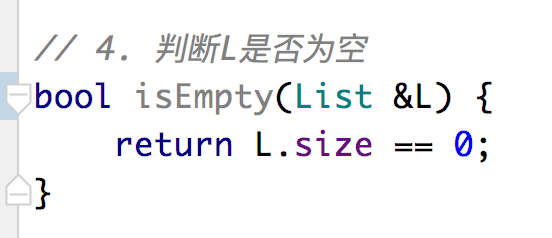 // 4. 判断L是否为空
bool isEmpty(List &L) {
    return L.size == 0;
}